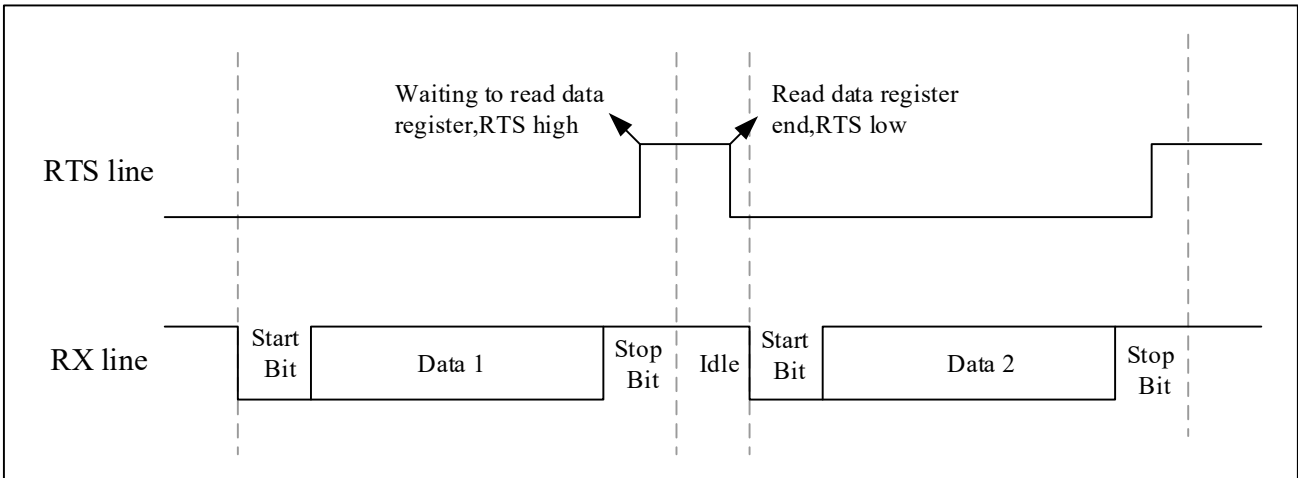 Waiting to read data
register,RTS high
Read data register
end,RTS low
RTS line
RX line
Start
Bit
Data 1
Stop
Bit
Idle
Start
Bit
Data 2
Stop
Bit